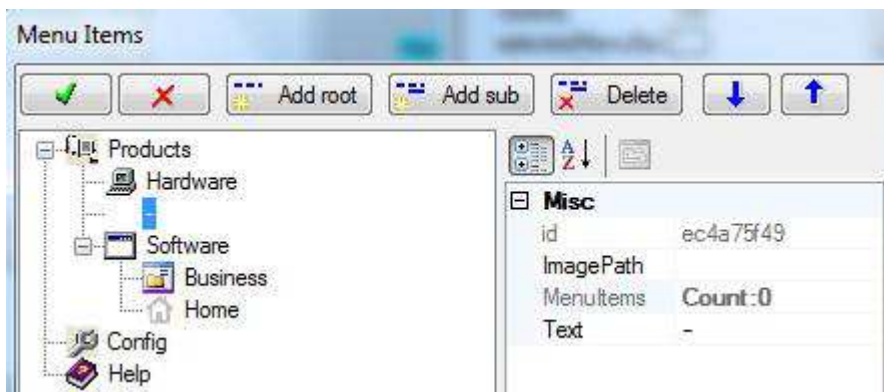 Menu Items
Add root Add sub Delete
Products
Hardware
-
Software
Business
Home
Config
Help
A
Z
Misc
id ec4a75f49
ImagePath
MenuItems Count:0
Text -